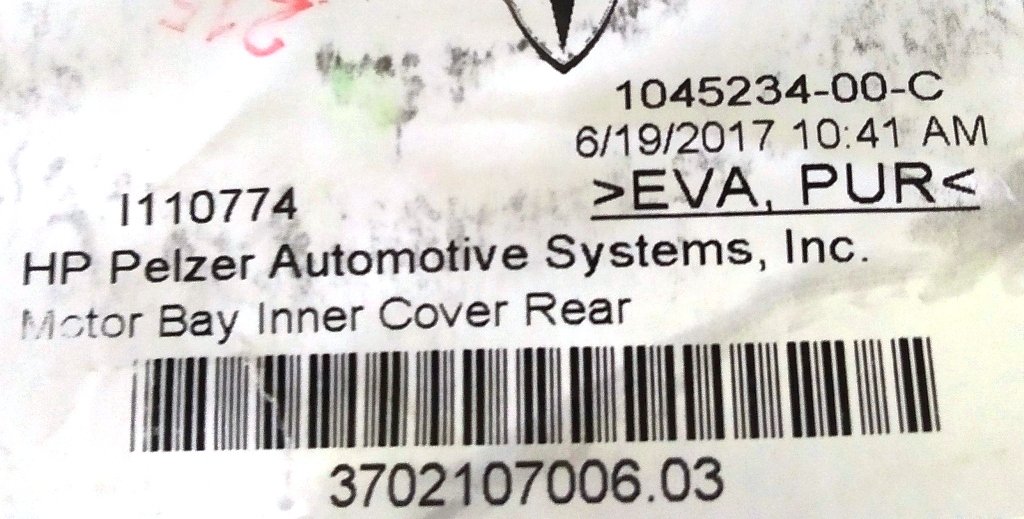 1045234-00-C
6/19/2017 10:41 AM
>EVA, PUR<
I110774
HP Pelzer Automotive Systems, Inc.
Motor Bay Inner Cover Rear
3702107006.03